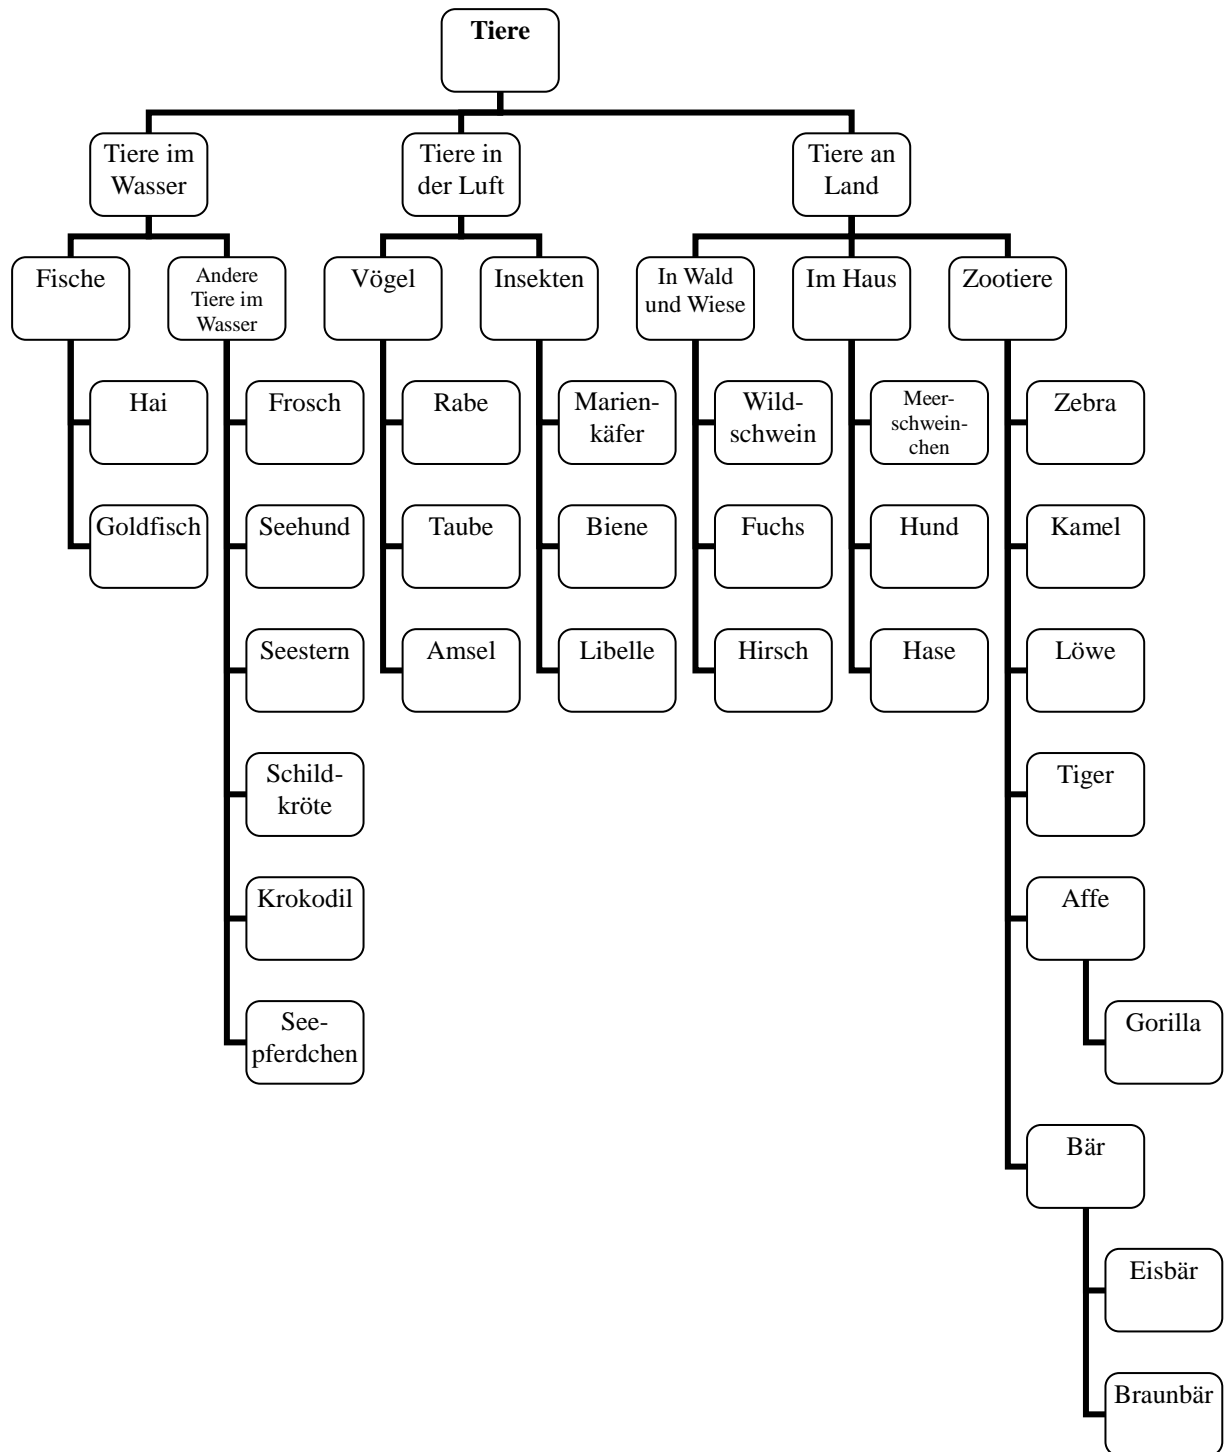 Tiere
Tiere im
Wasser
Tiere in
der Luft
Tiere an
Land
Fische
Andere
Tiere im
Wasser
Vögel
Insekten
In Wald
und Wiese
Im Haus
Zootiere
Hai
Frosch
Rabe
Marien-
käfer
Wild-
schwein
Meer-
schwein-
chen
Zebra
Goldfisch
Seehund
Taube
Biene
Fuchs
Hund
Kamel
Seestern
Amsel
Libelle
Hirsch
Hase
Löwe
Schild-
kröte
Tiger
Krokodil
Affe
See-
pferdchen
Gorilla
Bär
Eisbär
Braunbär